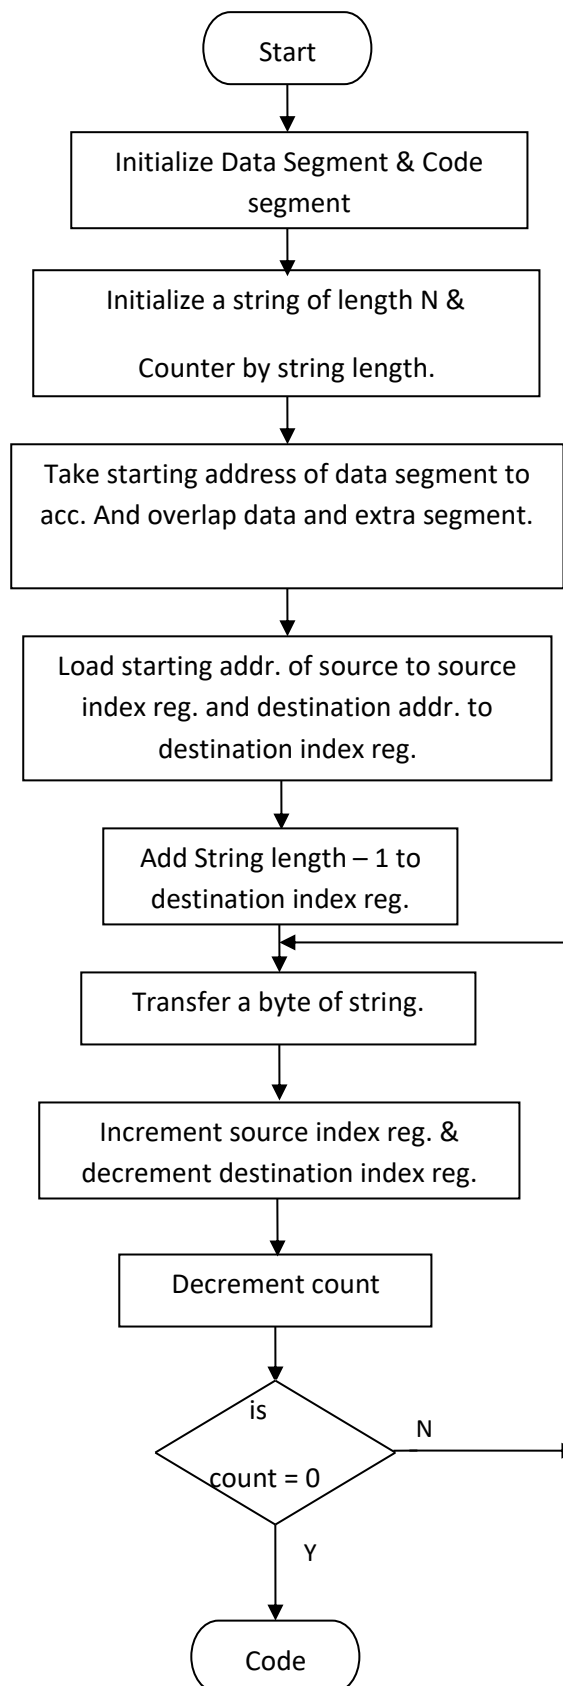 Start
Initialize Data Segment & Code
segment
Initialize a string of length N &
Counter by string length.
Take starting address of data segment to
acc. And overlap data and extra segment.
Load starting addr. of source to source
index reg. and destination addr. to
destination index reg.
Add String length – 1 to
destination index reg.
Transfer a byte of string.
Increment source index reg. &
decrement destination index reg.
Decrement count
is
N
count = 0
Y
Code